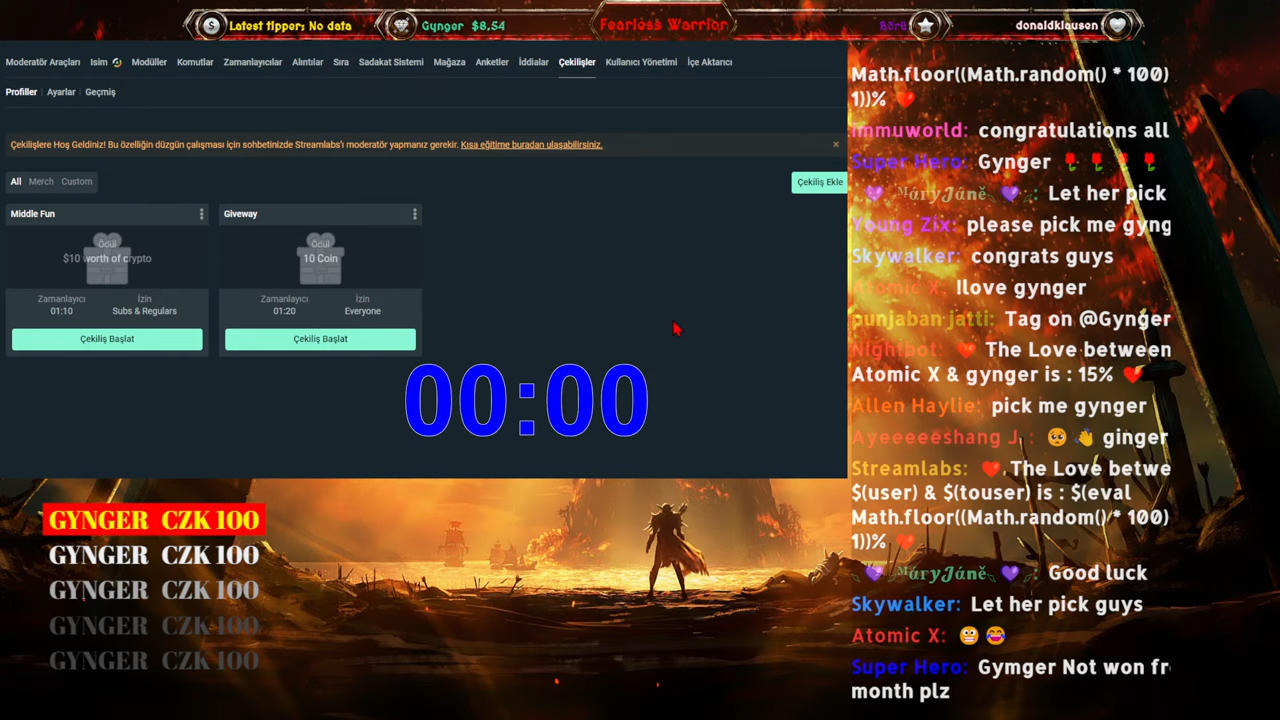 Latest tipper: No data
Gynger $8.54
Fearless Warrior
Börü
donaldklausen
Moderatör Araçları Isim Modüller Komutlar Zamanlayıcılar Alıntılar Sıra Sadakat Sistemi Mağaza Anketler İddialar Çekilişler Kullanıcı Yönetimi İçe Aktarıcı
Profiller Ayarlar Geçmiş
Çekilişlere Hoş Geldiniz! Bu özelliğin düzgün çalışması için sohbetinizde Streamlabs'ı moderatör yapmanız gerekir. Kısa eğitime buradan ulaşabilirsiniz.
All Merch Custom
Çekiliş Ekle
Middle Fun
Ödül
$10 worth of crypto
Zamanlayıcı İzin
01:10 Subs & Regulars
Çekiliş Başlat
Giveway
Ödül
10 Coin
Zamanlayıcı İzin
01:20 Everyone
Çekiliş Başlat
00:00
GYNGER CZK 100
GYNGER CZK 100
GYNGER CZK 100
GYNGER CZK 100
GYNGER CZK 100
Math.floor((Math.random() * 100)
1))% ❤️
immuworld: congratulations all
Super Hero: Gynger 🌷 🌷 🌷 🌷
💜 ᴹáryJáně 💜 : Let her pick
Young Zix: please pick me gyng
Skywalker: congrats guys
Atomic X: !love gynger
punjaban jatti: Tag on @Gynger
Nightbot: ❤️ The Love between
Atomic X & gynger is : 15% ❤️
Allen Haylie: pick me gynger
Ayeeeeeshang J. : 🥺 👋 ginger
Streamlabs: ❤️ The Love betwe
$(user) & $(touser) is : $(eval
Math.floor((Math.random() * 100)
1))% ❤️
💜 ᴹáryJáně 💜 : Good luck
Skywalker: Let her pick guys
Atomic X: 😬 😂
Super Hero: Gymger Not won fr
month plz